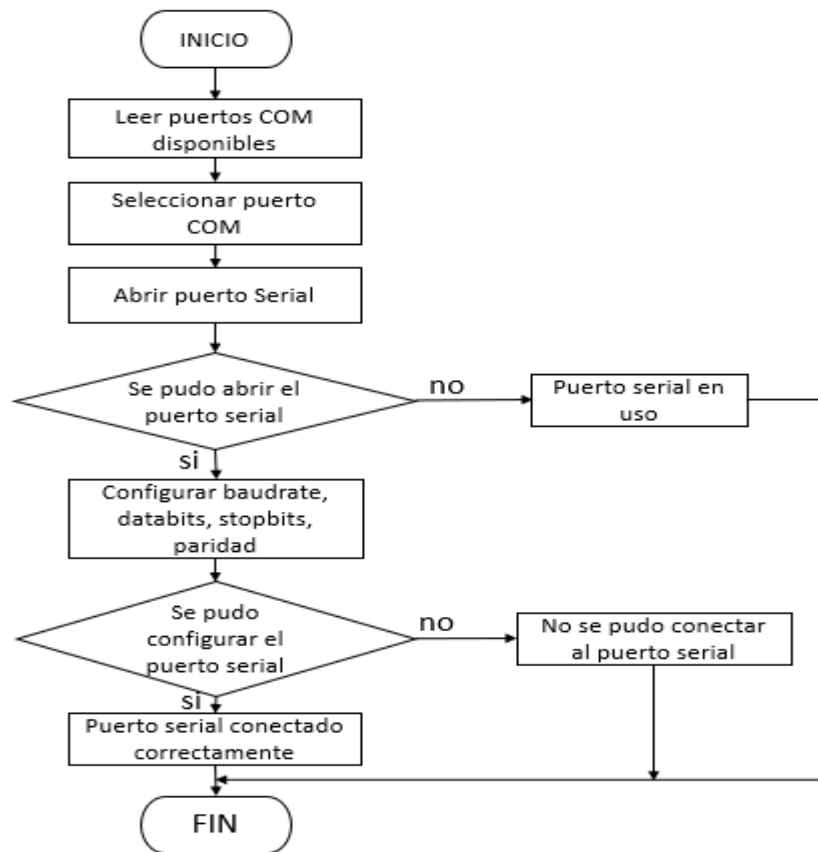 INICIO
Leer puertos COM
disponibles
Seleccionar puerto
COM
Abrir puerto Serial
Se pudo abrir el
puerto serial
no
Puerto serial en
uso
si
Configurar baudrate,
databits, stopbits,
paridad
Se pudo
configurar el
puerto serial
no
No se pudo conectar
al puerto serial
si
Puerto serial conectado
correctamente
FIN